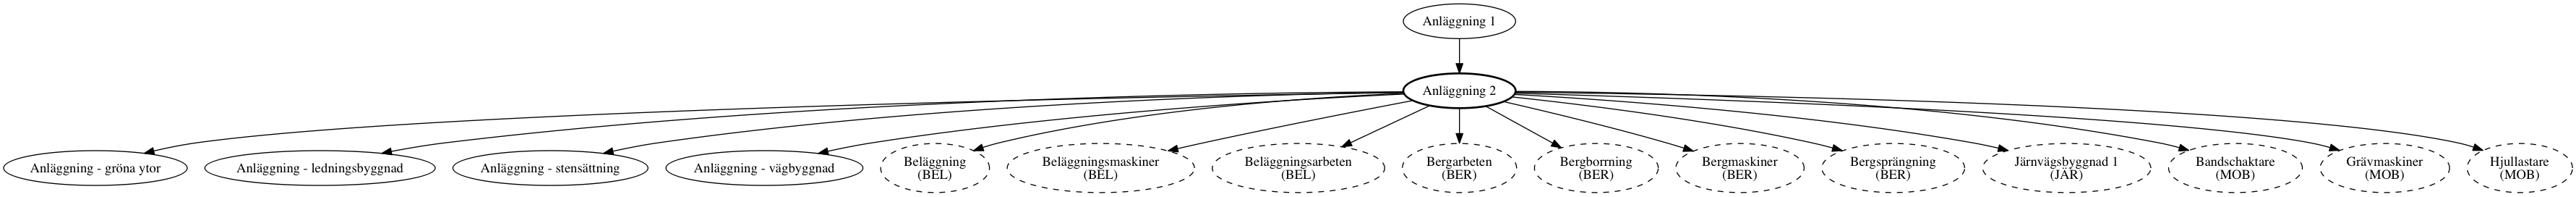 Anläggning 1
Anläggning 2
Anläggning - gröna ytor
Anläggning - ledningsbyggnad
Anläggning - stensättning
Anläggning - vägbyggnad
Beläggning
(BEL)
Beläggningsmaskiner
(BEL)
Beläggningsarbeten
(BEL)
Bergarbeten
(BER)
Bergborrning
(BER)
Bergmaskiner
(BER)
Bergsprängning
(BER)
Järnvägsbyggnad 1
(JÄR)
Bandschaktare
(MOB)
Grävmaskiner
(MOB)
Hjullastare
(MOB)